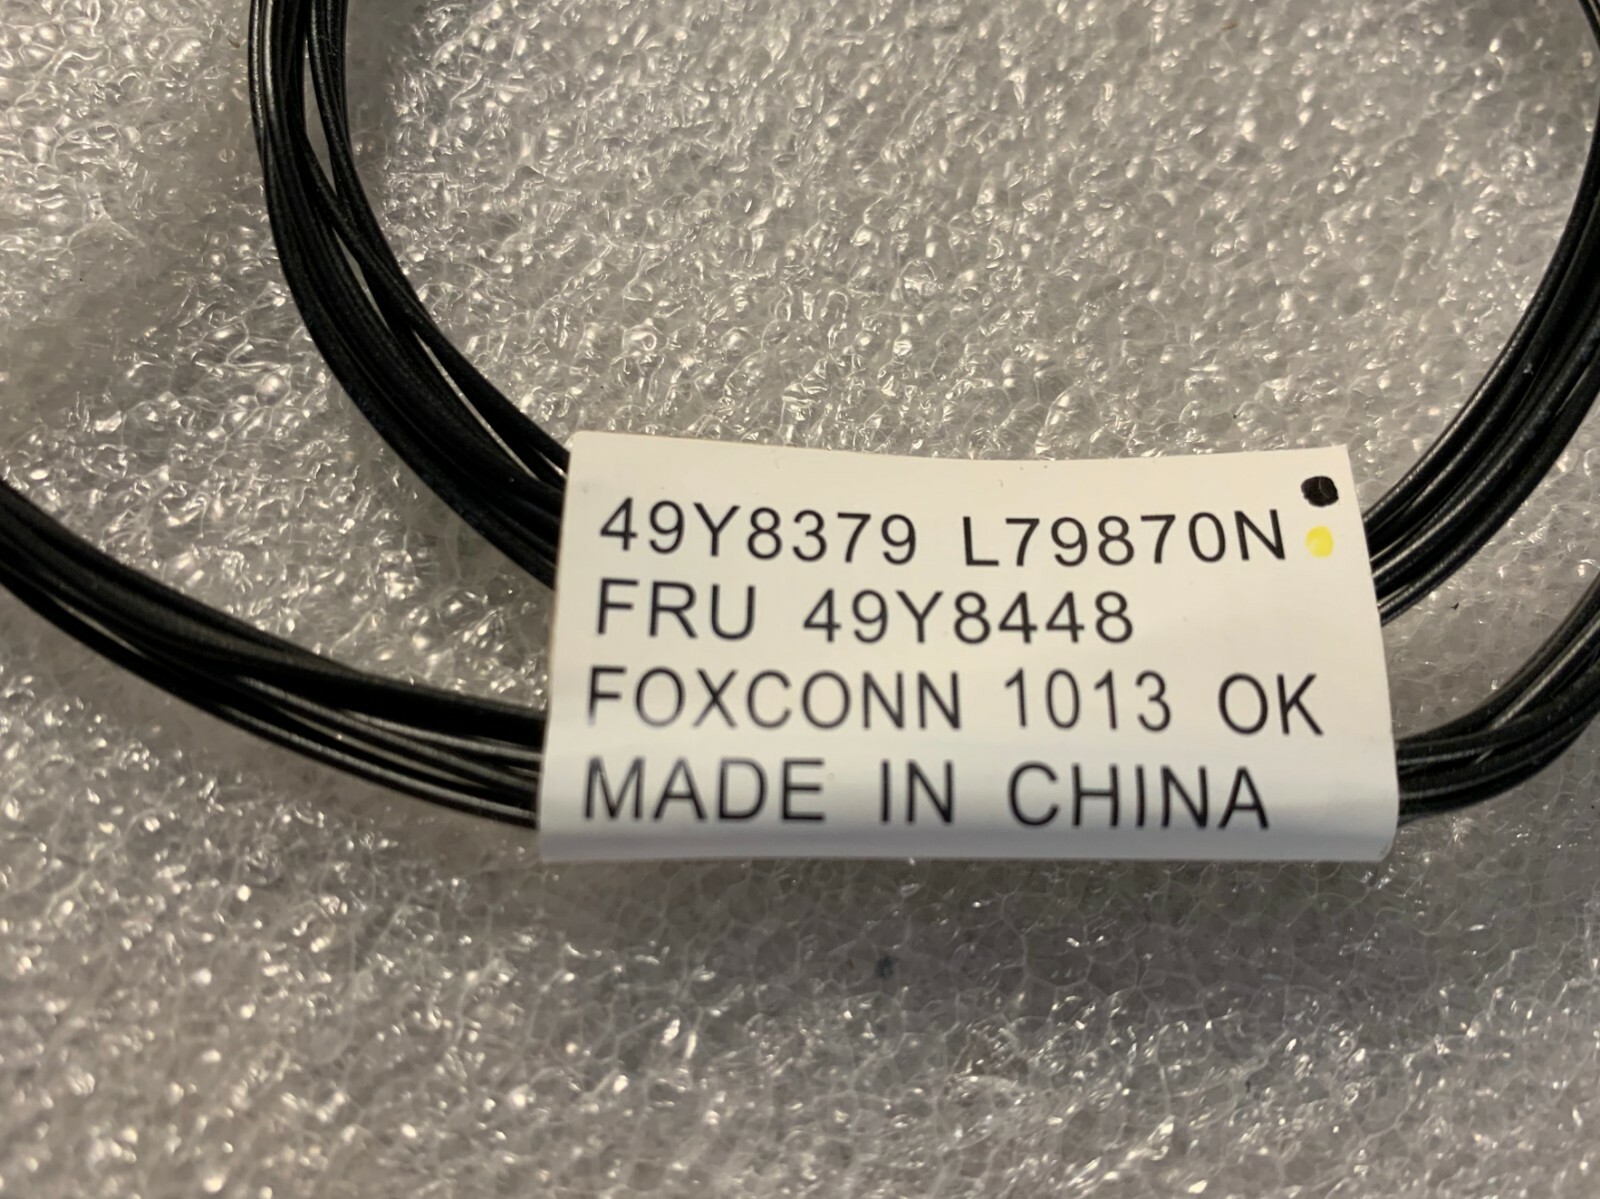 49Y8379 L79870N
FRU 49Y8448
FOXCONN 1013 OK
MADE IN CHINA